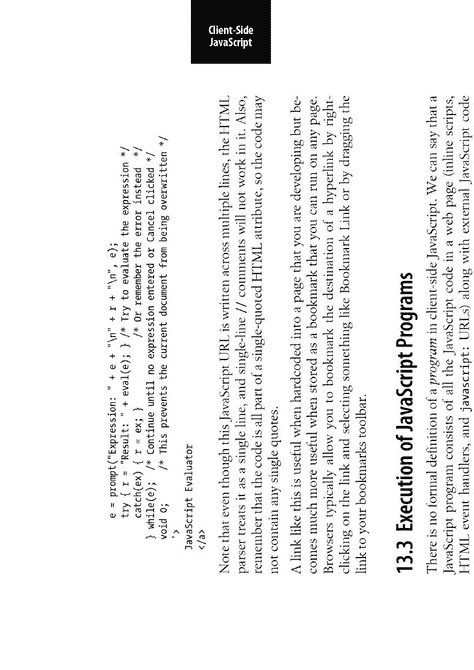 Client-Side
JavaScript
e = prompt("Expression: " + e + "\n" + r + "\n", e);
try { r = "Result: " + eval(e); } /* Try to evaluate the expression */
catch(ex) { r = ex; } /* Or remember the error instead */
} while(e); /* Continue until no expression entered or Cancel clicked */
void 0; /* This prevents the current document from being overwritten */
'>
JavaScript Evaluator
</a>
Note that even though this JavaScript URL is written across multiple lines, the HTML
parser treats it as a single line, and single-line // comments will not work in it. Also,
remember that the code is all part of a single-quoted HTML attribute, so the code may
not contain any single quotes.
A link like this is useful when hardcoded into a page that you are developing but be-
comes much more useful when stored as a bookmark that you can run on any page.
Browsers typically allow you to bookmark the destination of a hyperlink by right-
clicking on the link and selecting something like Bookmark Link or by dragging the
link to your bookmarks toolbar.
13.3 Execution of JavaScript Programs
There is no formal definition of a program in client-side JavaScript. We can say that a
JavaScript program consists of all the JavaScript code in a web page (inline scripts,
HTML event handlers, and javascript: URLs) along with external JavaScript code